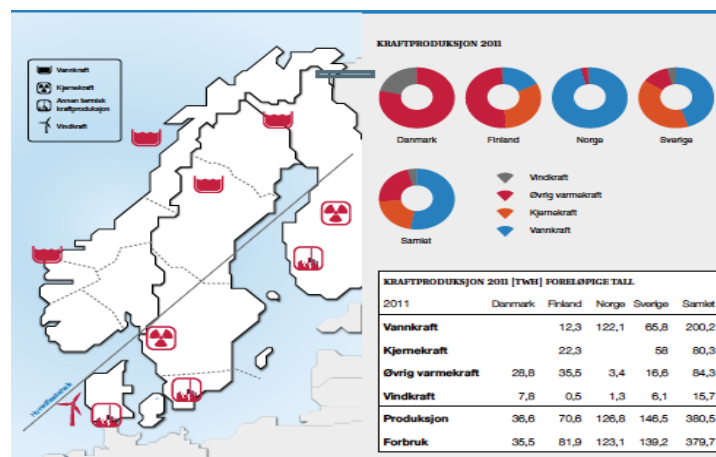 Vannkraft
Kjernekraft
Annen termisk
kraftproduksjon
Vindkraft
KRAFTPRODUKSJON 2011
Danmark Finland Norge Sverige
Samlet
Vindkraft
Øvrig varmekraft
Kjernekraft
Vannkraft
KRAFTPRODUKSJON 2011 [TWH] FORELØPIGE TALL
2011 Danmark Finland Norge Sverige Samlet
Vannkraft 12,3 122,1 65,8 200,2
Kjernekraft 22,3 58 80,3
Øvrig varmekraft 28,8 35,5 3,4 16,6 84,3
Vindkraft 7,8 0,5 1,3 6,1 15,7
Produksjon 36,6 70,6 126,8 146,5 380,5
Forbruk 35,5 81,9 123,1 139,2 379,7